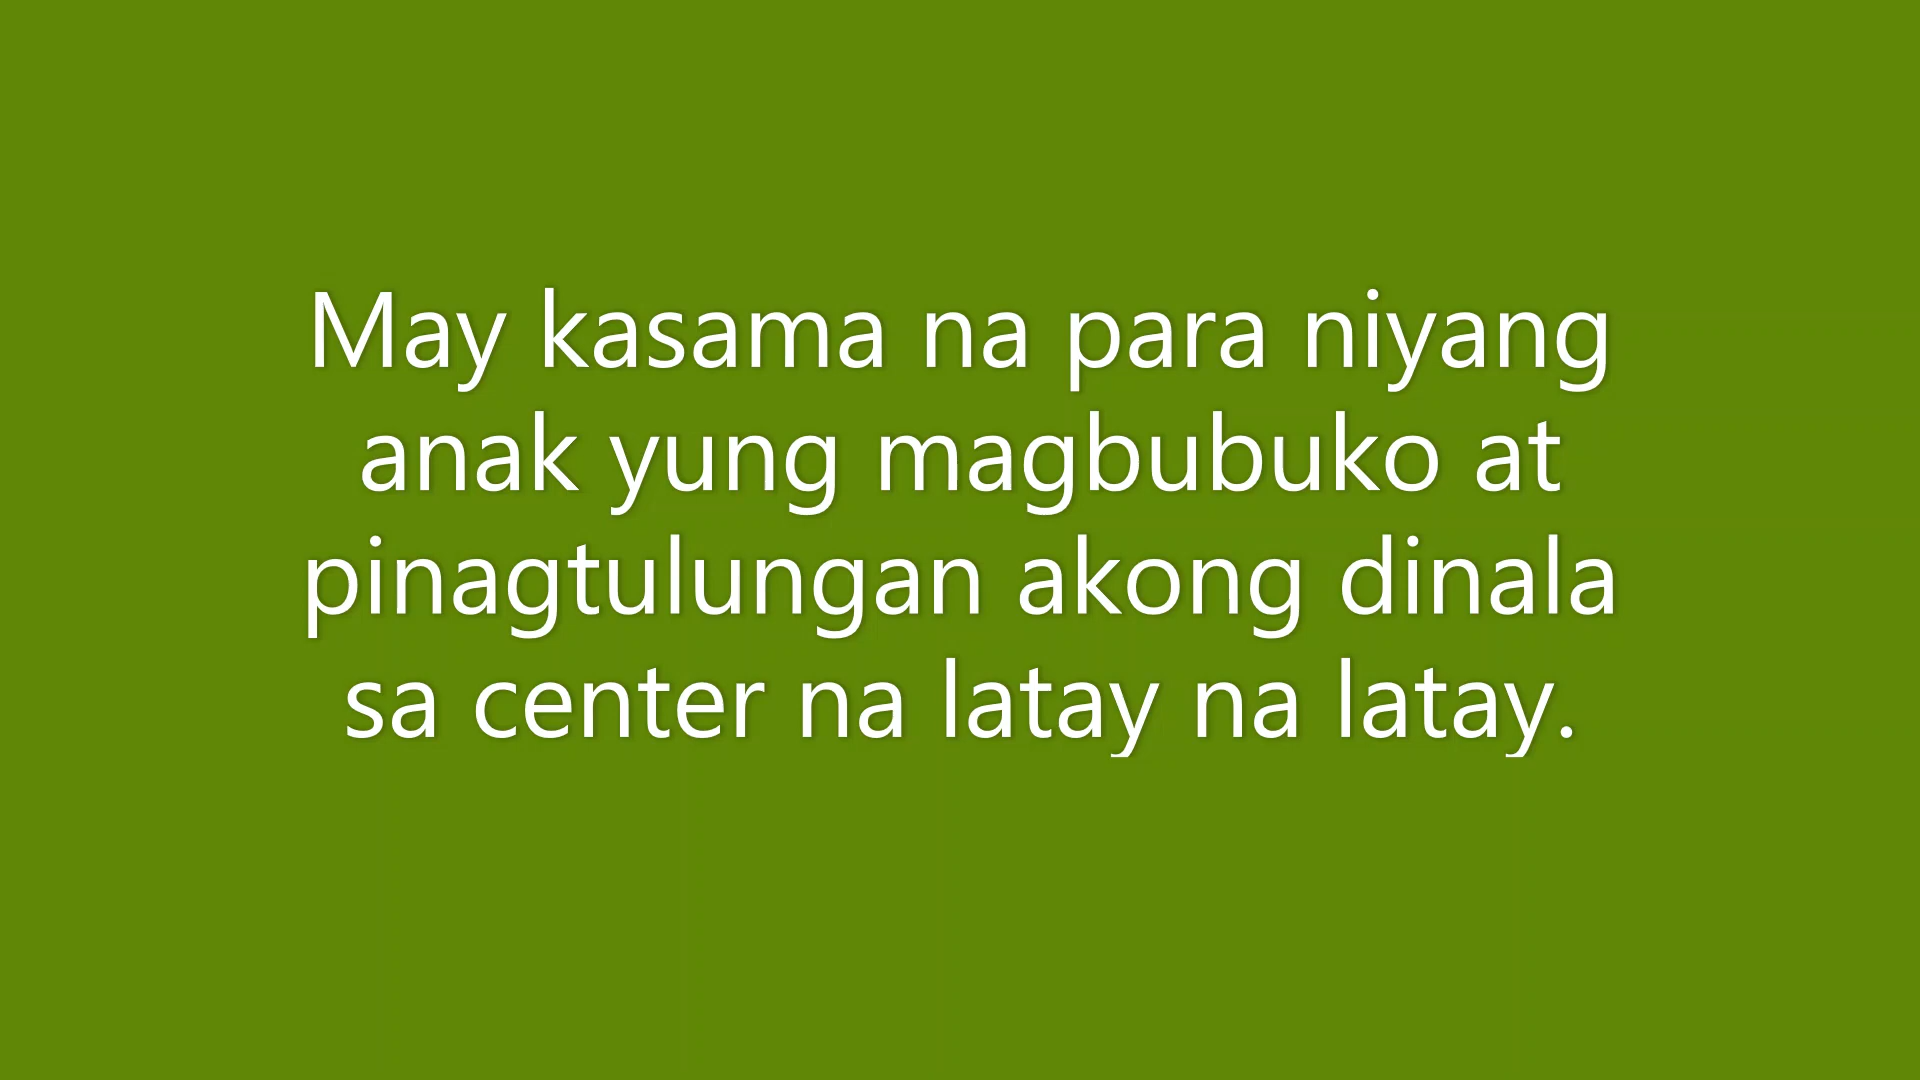 May kasama na para niyang
anak yung magbubuko at
pinagtulungan akong dinala
sa center na latay na latay.